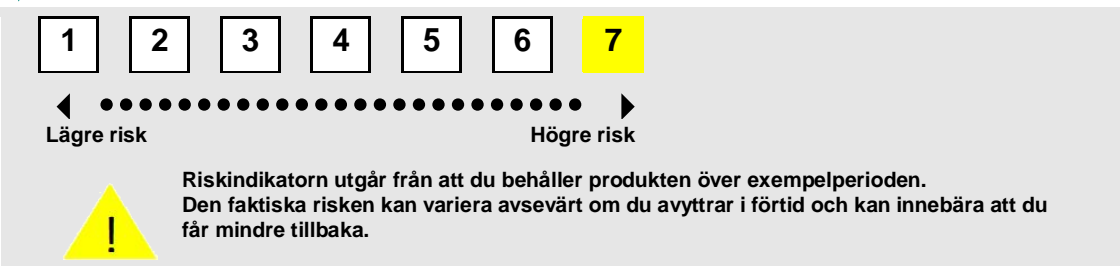 1 2 3 4 5 6 7
Lägre risk Högre risk
Riskindikatorn utgår från att du behåller produkten över exempelperioden.
Den faktiska risken kan variera avsevärt om du avyttrar i förtid och kan innebära att du
får mindre tillbaka.
!